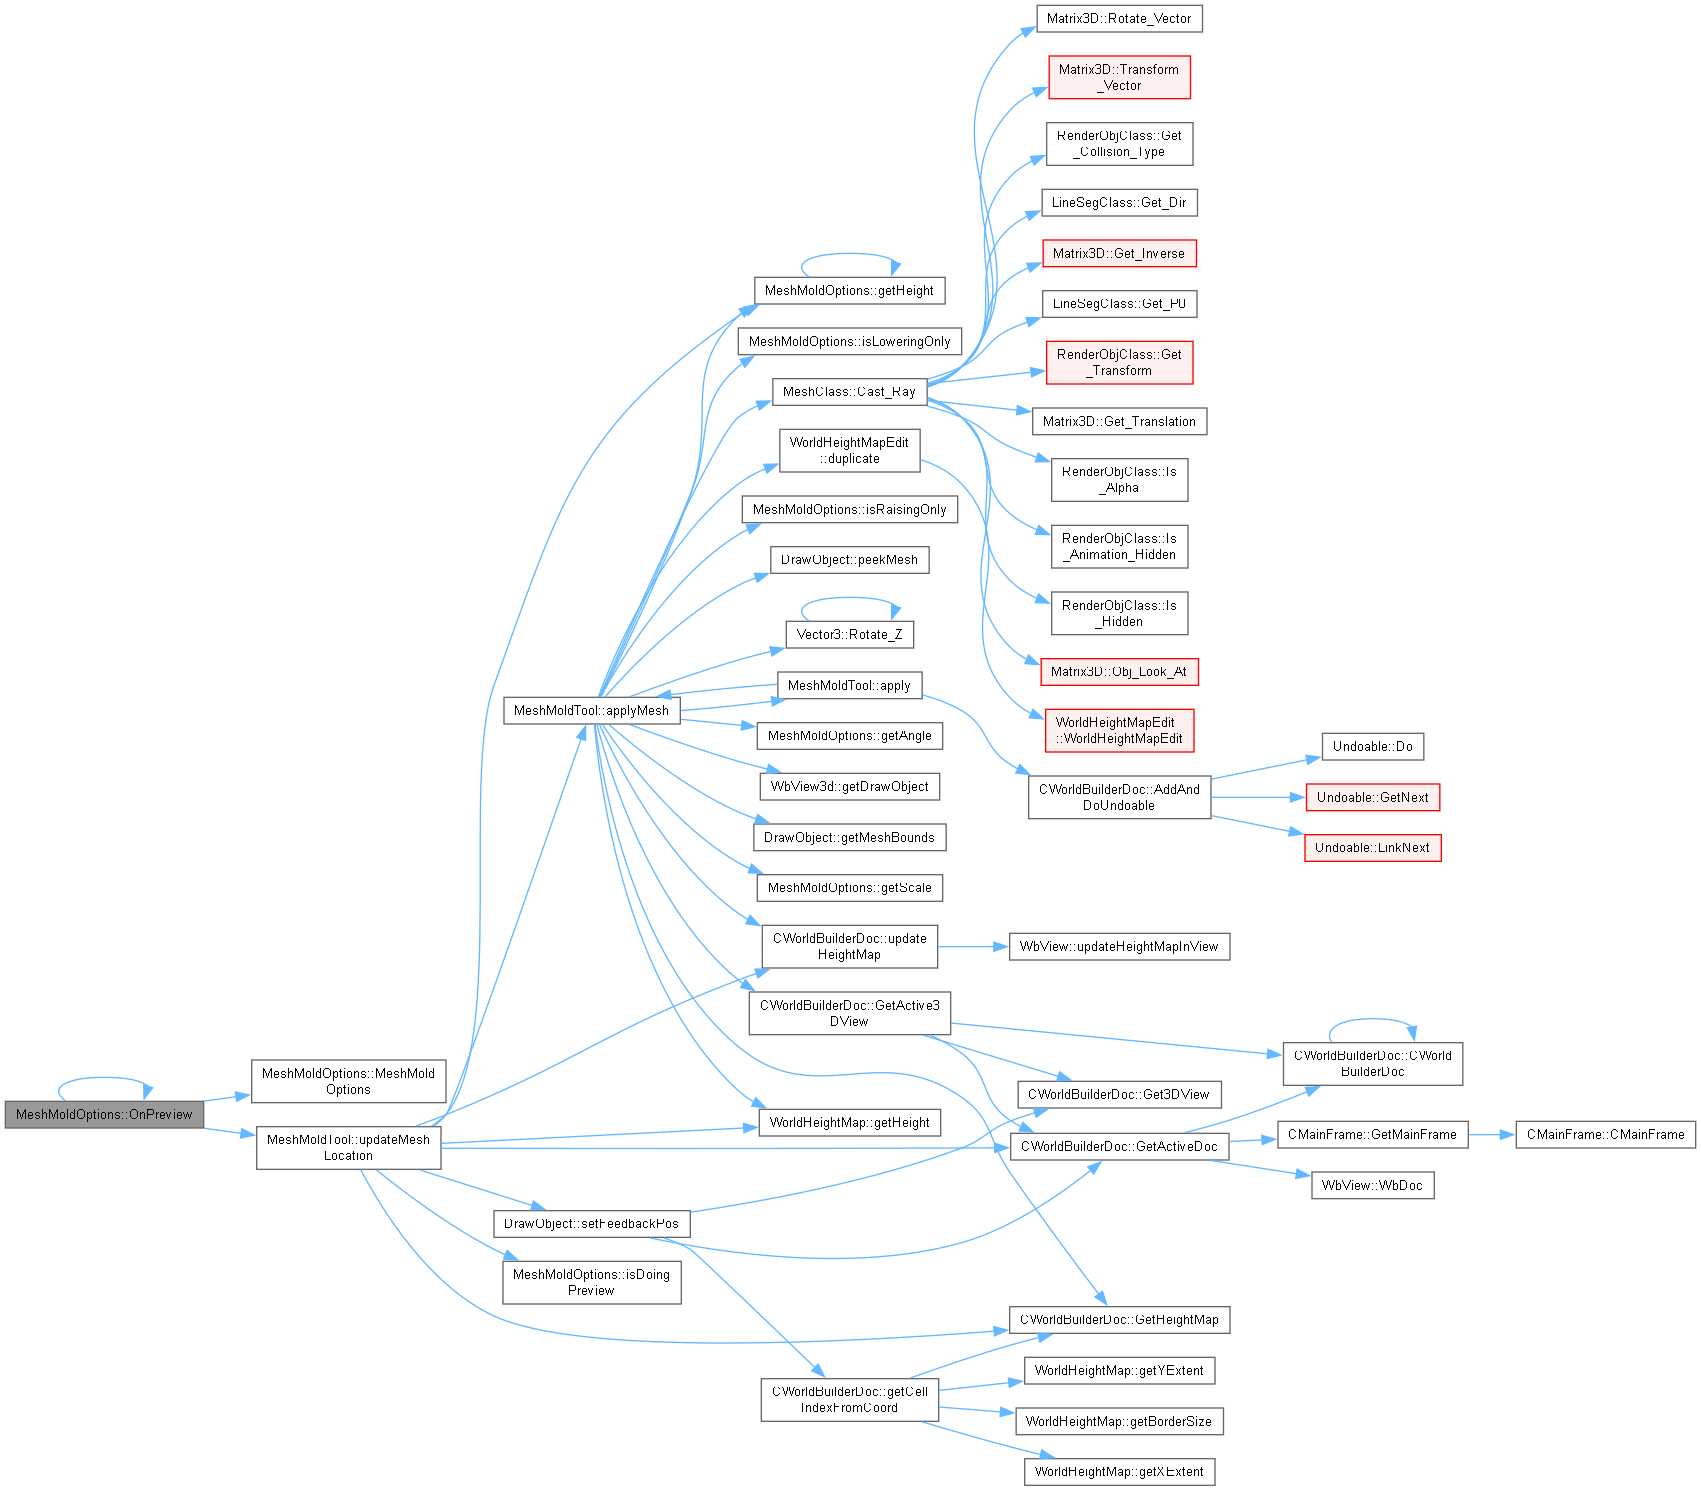 Matrix3D::Rotate_Vector
Matrix3D::Transform
_Vector
RenderObjClass::Get
_Collision_Type
LineSegClass::Get_Dir
Matrix3D::Get_Inverse
MeshMoldOptions::getHeight
LineSegClass::Get_P0
MeshMoldOptions::isLoweringOnly
RenderObjClass::Get
_Transform
MeshClass::Cast_Ray
Matrix3D::Get_Translation
WorldHeightMapEdit
::duplicate
RenderObjClass::Is
_Alpha
MeshMoldOptions::isRaisingOnly
RenderObjClass::Is
_Animation_Hidden
DrawObject::peekMesh
RenderObjClass::Is
_Hidden
Vector3::Rotate_Z
Matrix3D::Obj_Look_At
MeshMoldTool::apply
MeshMoldTool::applyMesh
WorldHeightMapEdit
::WorldHeightMapEdit
MeshMoldOptions::getAngle
Undoable::Do
WbView3d::getDrawObject
CWorldBuilderDoc::AddAnd
DoUndoable
Undoable::GetNext
DrawObject::getMeshBounds
Undoable::LinkNext
MeshMoldOptions::getScale
CWorldBuilderDoc::update
HeightMap
WbView::updateHeightMapInView
CWorldBuilderDoc::GetActive3
DView
CWorldBuilderDoc::CWorld
BuilderDoc
MeshMoldOptions::MeshMold
Options
CWorldBuilderDoc::Get3DView
MeshMoldOptions::OnPreview
WorldHeightMap::getHeight
MeshMoldTool::updateMesh
Location
CWorldBuilderDoc::GetActiveDoc
CMainFrame::GetMainFrame
CMainFrame::CMainFrame
WbView::WbDoc
DrawObject::setFeedbackPos
MeshMoldOptions::isDoing
Preview
CWorldBuilderDoc::GetHeightMap
WorldHeightMap::getYExtent
CWorldBuilderDoc::getCell
IndexFromCoord
WorldHeightMap::getBorderSize
WorldHeightMap::getXExtent